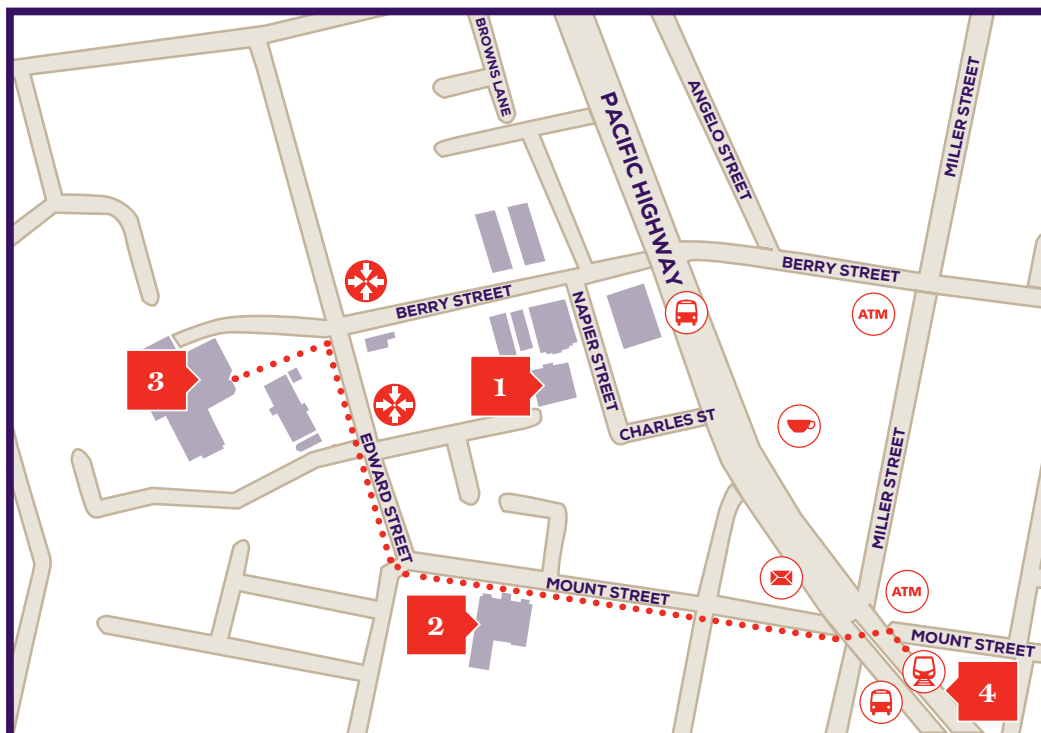 BROWNS LANE
PACIFIC HIGHWAY
ANGELO STREET
MILLER STREET
BERRY STREET
BERRY STREET
NAPIER STREET
ATM
3
1
CHARLES ST
EDWARD STREET
MILLER STREET
MOUNT STREET
ATM
2
MOUNT STREET
4